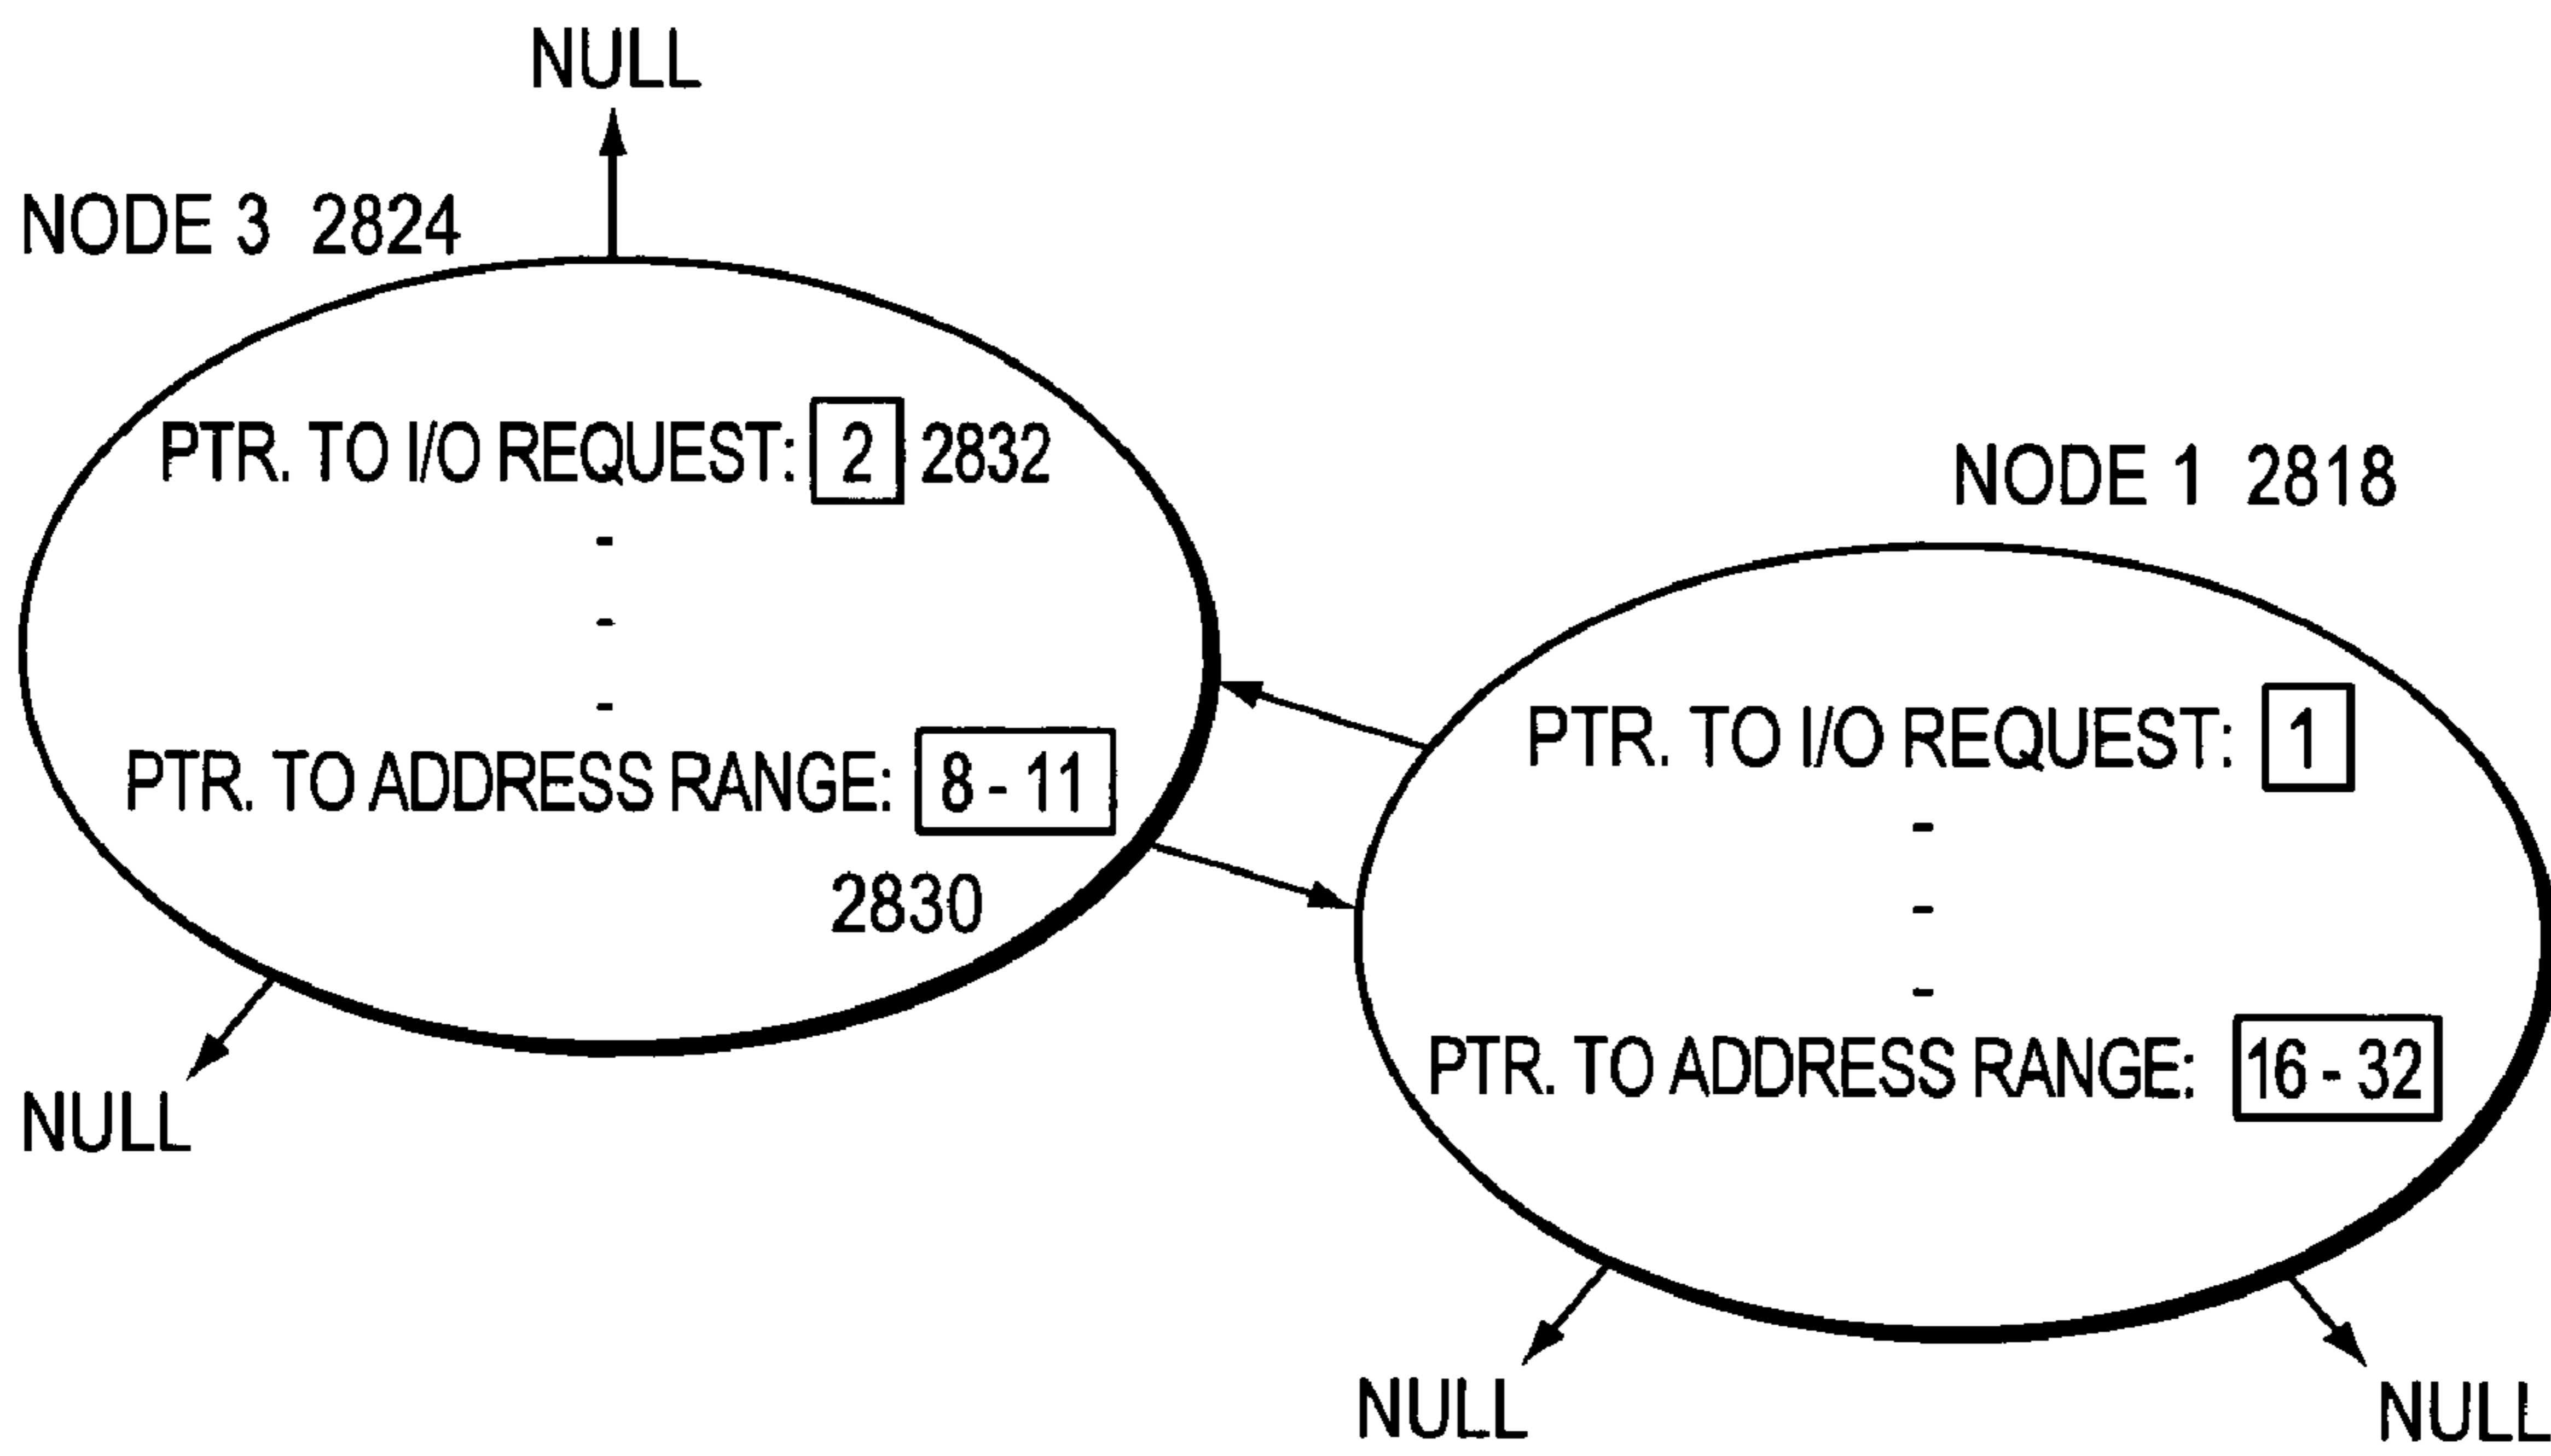 NULL
NODE 3 2824
PTR. TO I/O REQUEST: 2 2832
-
-
-
PTR. TO ADDRESS RANGE: 8 - 11
2830
NULL
NODE 1 2818
PTR. TO I/O REQUEST: 1
-
-
-
PTR. TO ADDRESS RANGE: 16 - 32
NULL
NULL